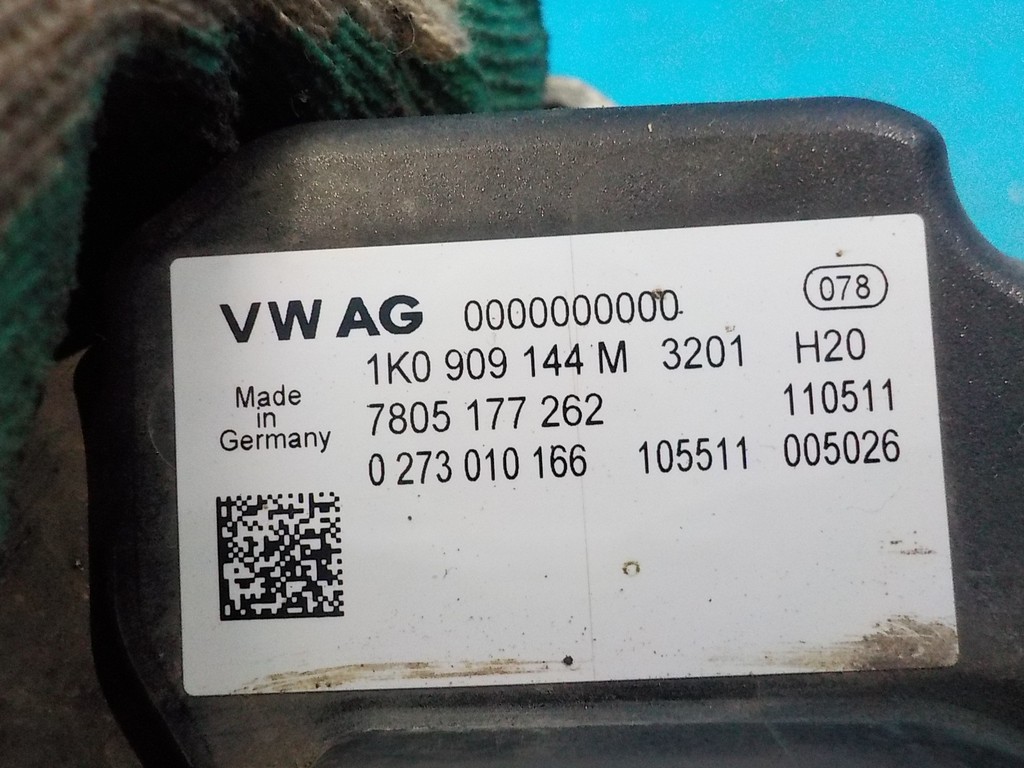 078
VW AG 0000000000
1K0 909 144 M 3201 H20
Made
in
Germany
7805 177 262 110511
0 273 010 166 105511 005026